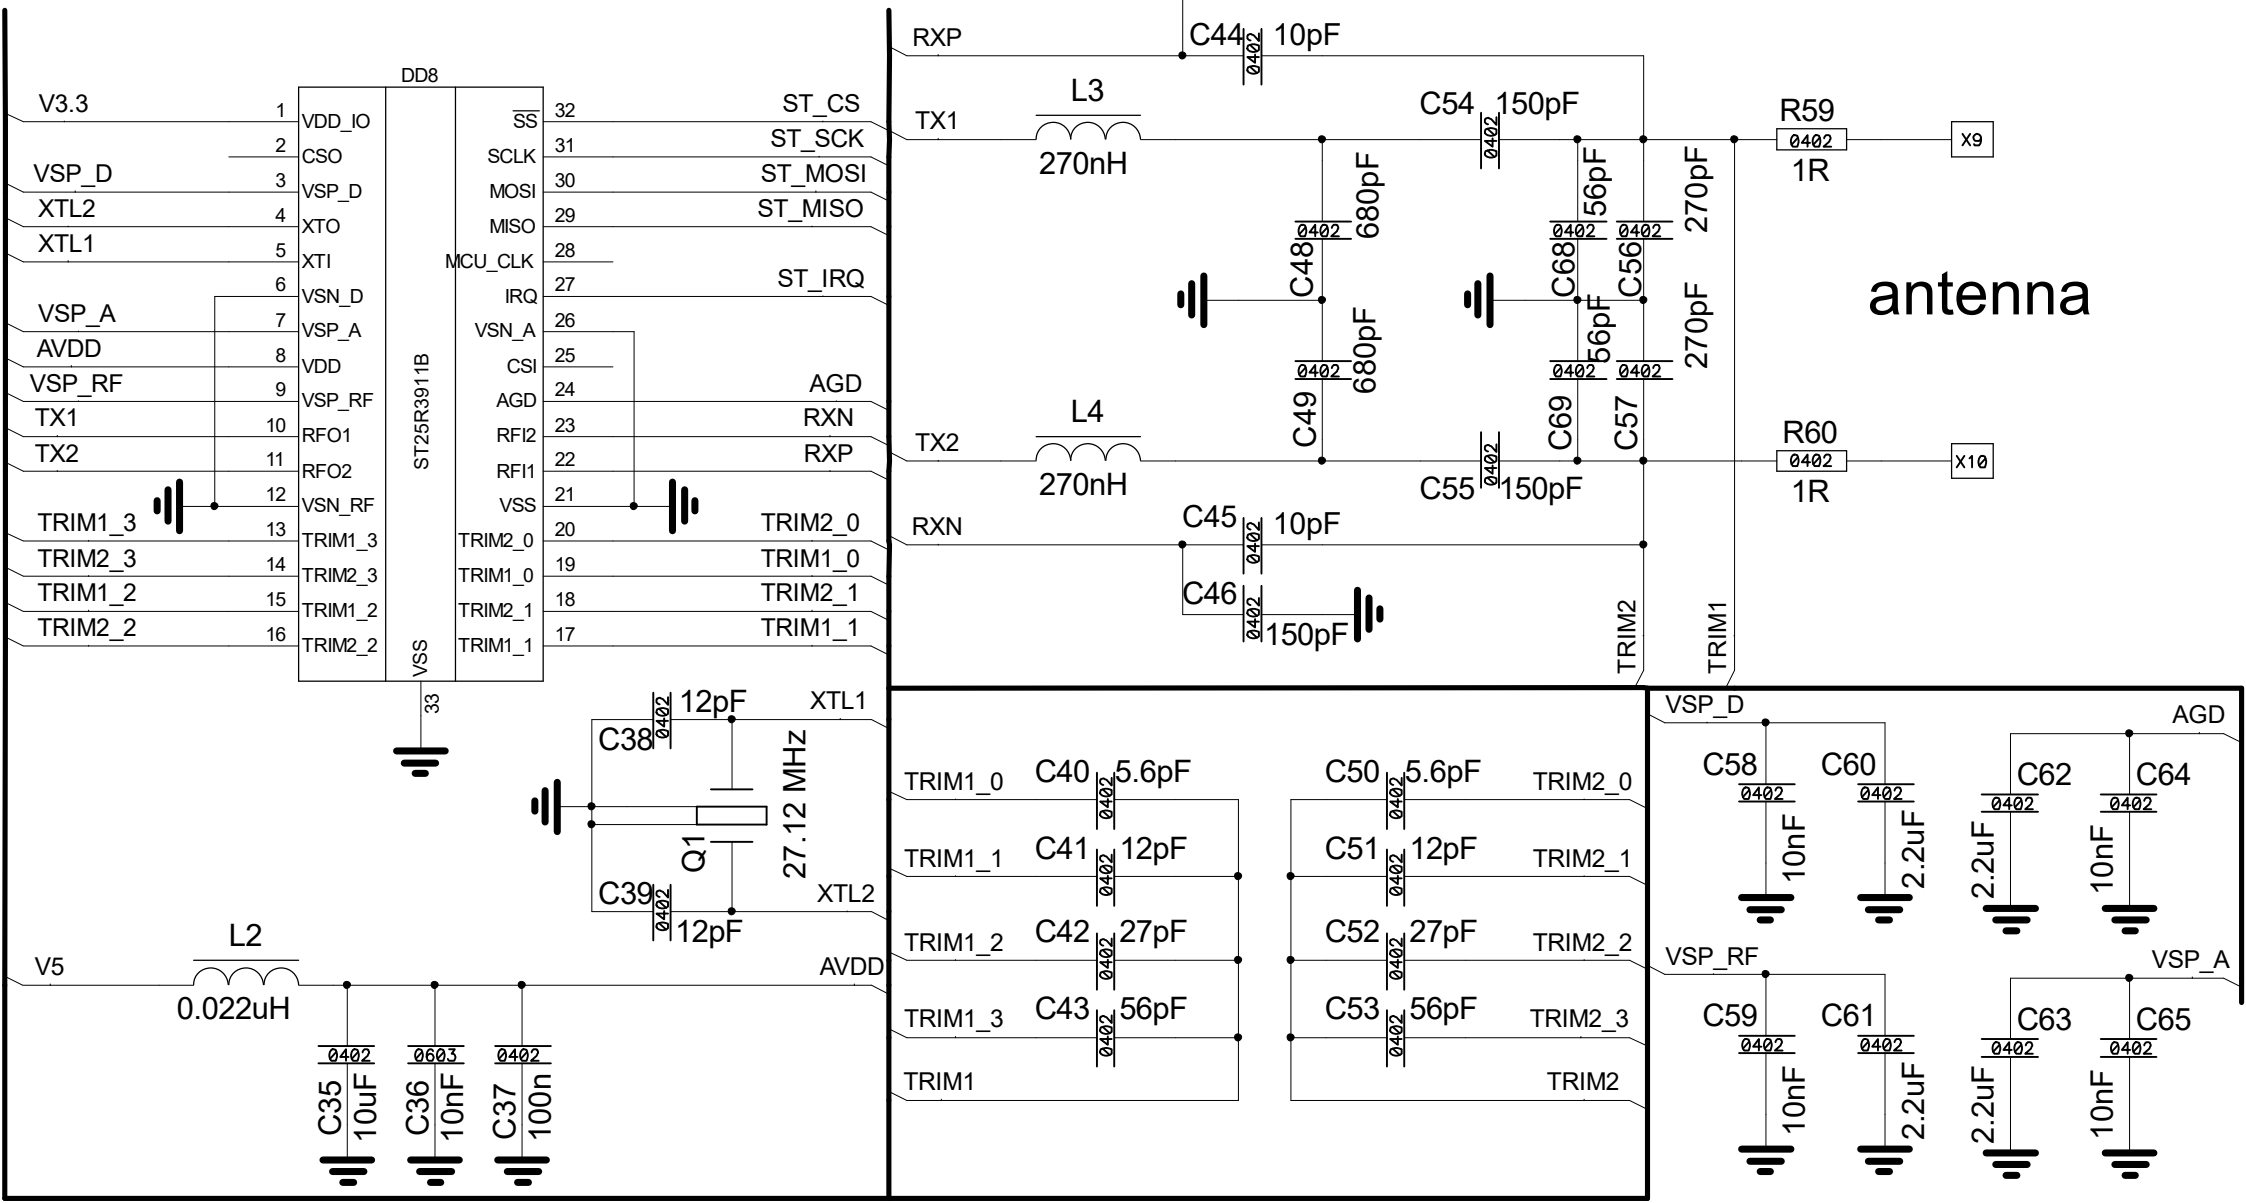 DD8
V3.3 1 VDD_IO
2 CSO
VSP_D 3 VSP_D
XTL2 4 XTO
XTL1 5 XTI
6 VSN_D
VSP_A 7 VSP_A
AVDD 8 VDD
VSP_RF 9 VSP_RF
TX1 10 RFO1
TX2 11 RFO2
12 VSN_RF
TRIM1_3 13 TRIM1_3
TRIM2_3 14 TRIM2_3
TRIM1_2 15 TRIM1_2
TRIM2_2 16 TRIM2_2
ST25R3911B
VSS
33
SS 32 ST_CS
SCLK 31 ST_SCK
MOSI 30 ST_MOSI
MISO 29 ST_MISO
MCU_CLK 28
IRQ 27 ST_IRQ
VSN_A 26
CSI 25
AGD 24 AGD
RFI2 23 RXN
RFI1 22 RXP
VSS 21
TRIM2_0 20 TRIM2_0
TRIM1_0 19 TRIM1_0
TRIM2_1 18 TRIM2_1
TRIM1_1 17 TRIM1_1
12pF XTL1
0402
C38
27.12 MHz
Q1
C39 XTL2
0402
12pF
L2
V5 AVDD
0.022uH
0402 0603 0402
C35 10uF
C36 10nF
C37 100n
RXP C44 0402 10pF
L3
TX1 C54 0402 150pF R59
0402 X9
270nH 1R
C48 0402 680pF
C68 0402 56pF
C56 0402 270pF
antenna
C49 0402 680pF
C69 0402 56pF
C57 0402 270pF
L4
TX2 R60
0402 X10
270nH C55 0402 150pF 1R
RXN C45 0402 10pF
C46 0402 150pF
TRIM2 TRIM1
TRIM1_0 C40 0402 5.6pF
TRIM1_1 C41 0402 12pF
TRIM1_2 C42 0402 27pF
TRIM1_3 C43 0402 56pF
TRIM1
C50 0402 5.6pF TRIM2_0
C51 0402 12pF TRIM2_1
C52 0402 27pF TRIM2_2
C53 0402 56pF TRIM2_3
TRIM2
VSP_D
C58 0402 10nF
C60 0402 2.2uF
AGD
C62 0402 2.2uF
C64 0402 10nF
VSP_RF
C59 0402 10nF
C61 0402 2.2uF
VSP_A
C63 0402 2.2uF
C65 0402 10nF